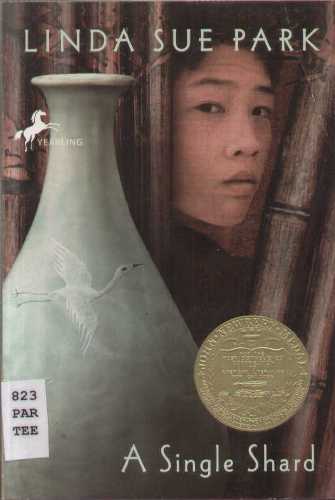 LINDA SUE PARK
YEARLING
823
PAR
TEE
A Single Shard